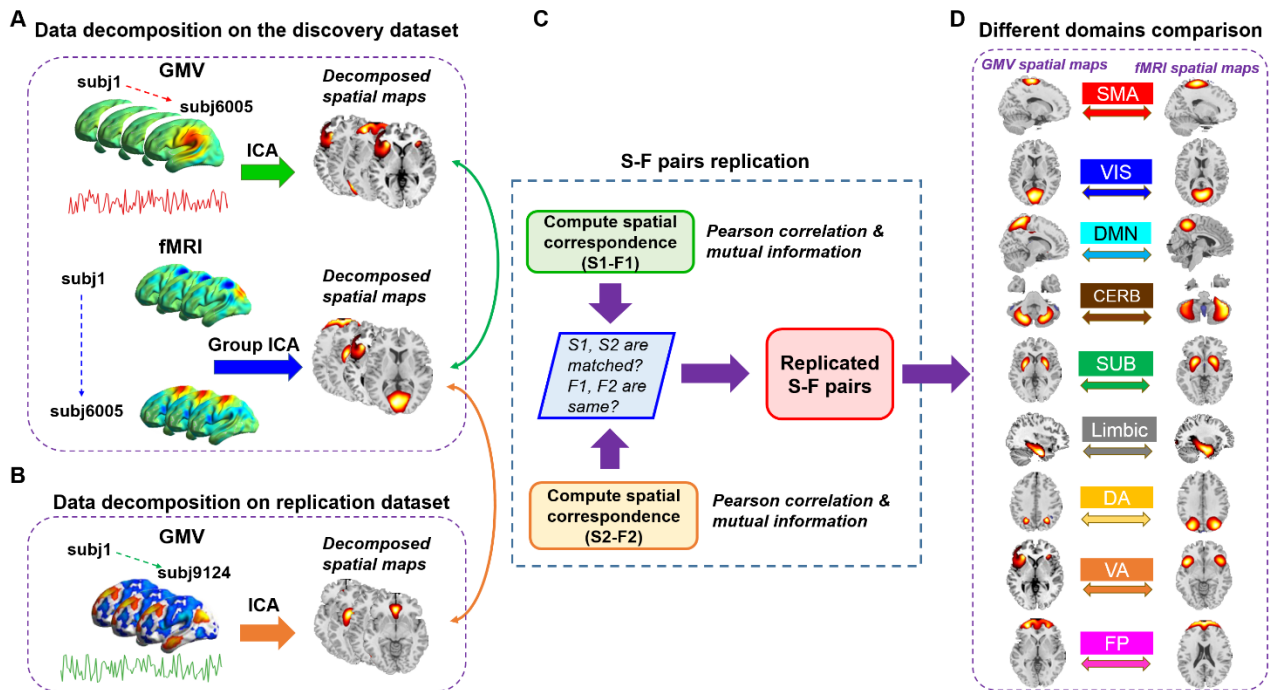 A
Data decomposition on the discovery dataset
GMV
subj1
subj6005
ICA
Decomposed
spatial maps
fMRI
subj1
Group ICA
subj6005
Decomposed
spatial maps
B
Data decomposition on replication dataset
GMV
subj1
subj9124
ICA
Decomposed
spatial maps
C
S-F pairs replication
Compute spatial
correspondence
(S1-F1)
Pearson correlation &
mutual information
S1, S2 are
matched?
F1, F2 are
same?
Replicated
S-F pairs
Compute spatial
correspondence
(S2-F2)
Pearson correlation &
mutual information
D
Different domains comparison
GMV spatial maps
fMRI spatial maps
SMA
VIS
DMN
CERB
SUB
Limbic
DA
VA
FP